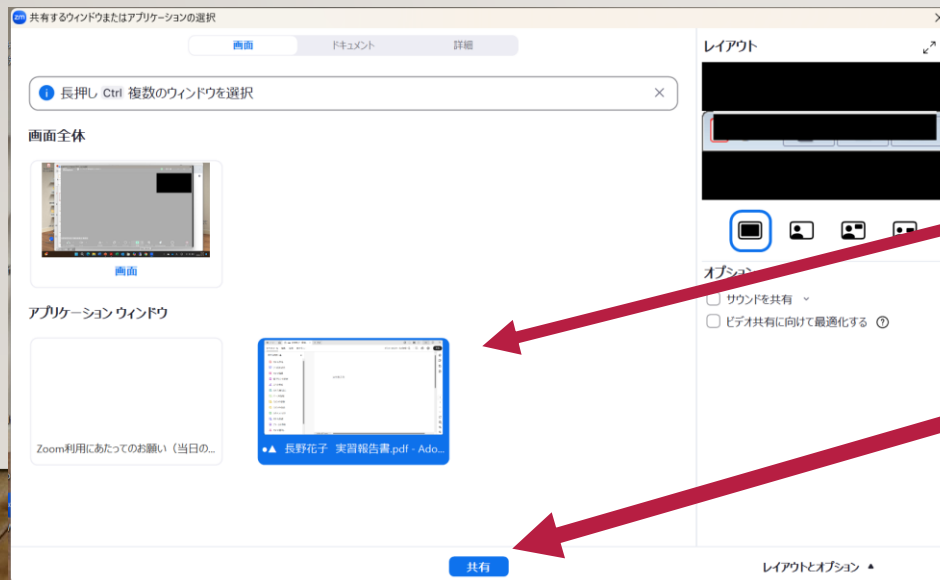 zm 共有するウィンドウまたはアプリケーションの選択
画面 ドキュメント 詳細
長押し Ctrl 複数のウィンドウを選択
画面全体
画面
アプリケーション ウィンドウ
Zoom利用にあたってのお願い（当日の...
●▲ 長野花子 実習報告書.pdf - Ado...
共有
レイアウト
オプション
サウンドを共有
ビデオ共有に向けて最適化する
レイアウトとオプション ▲